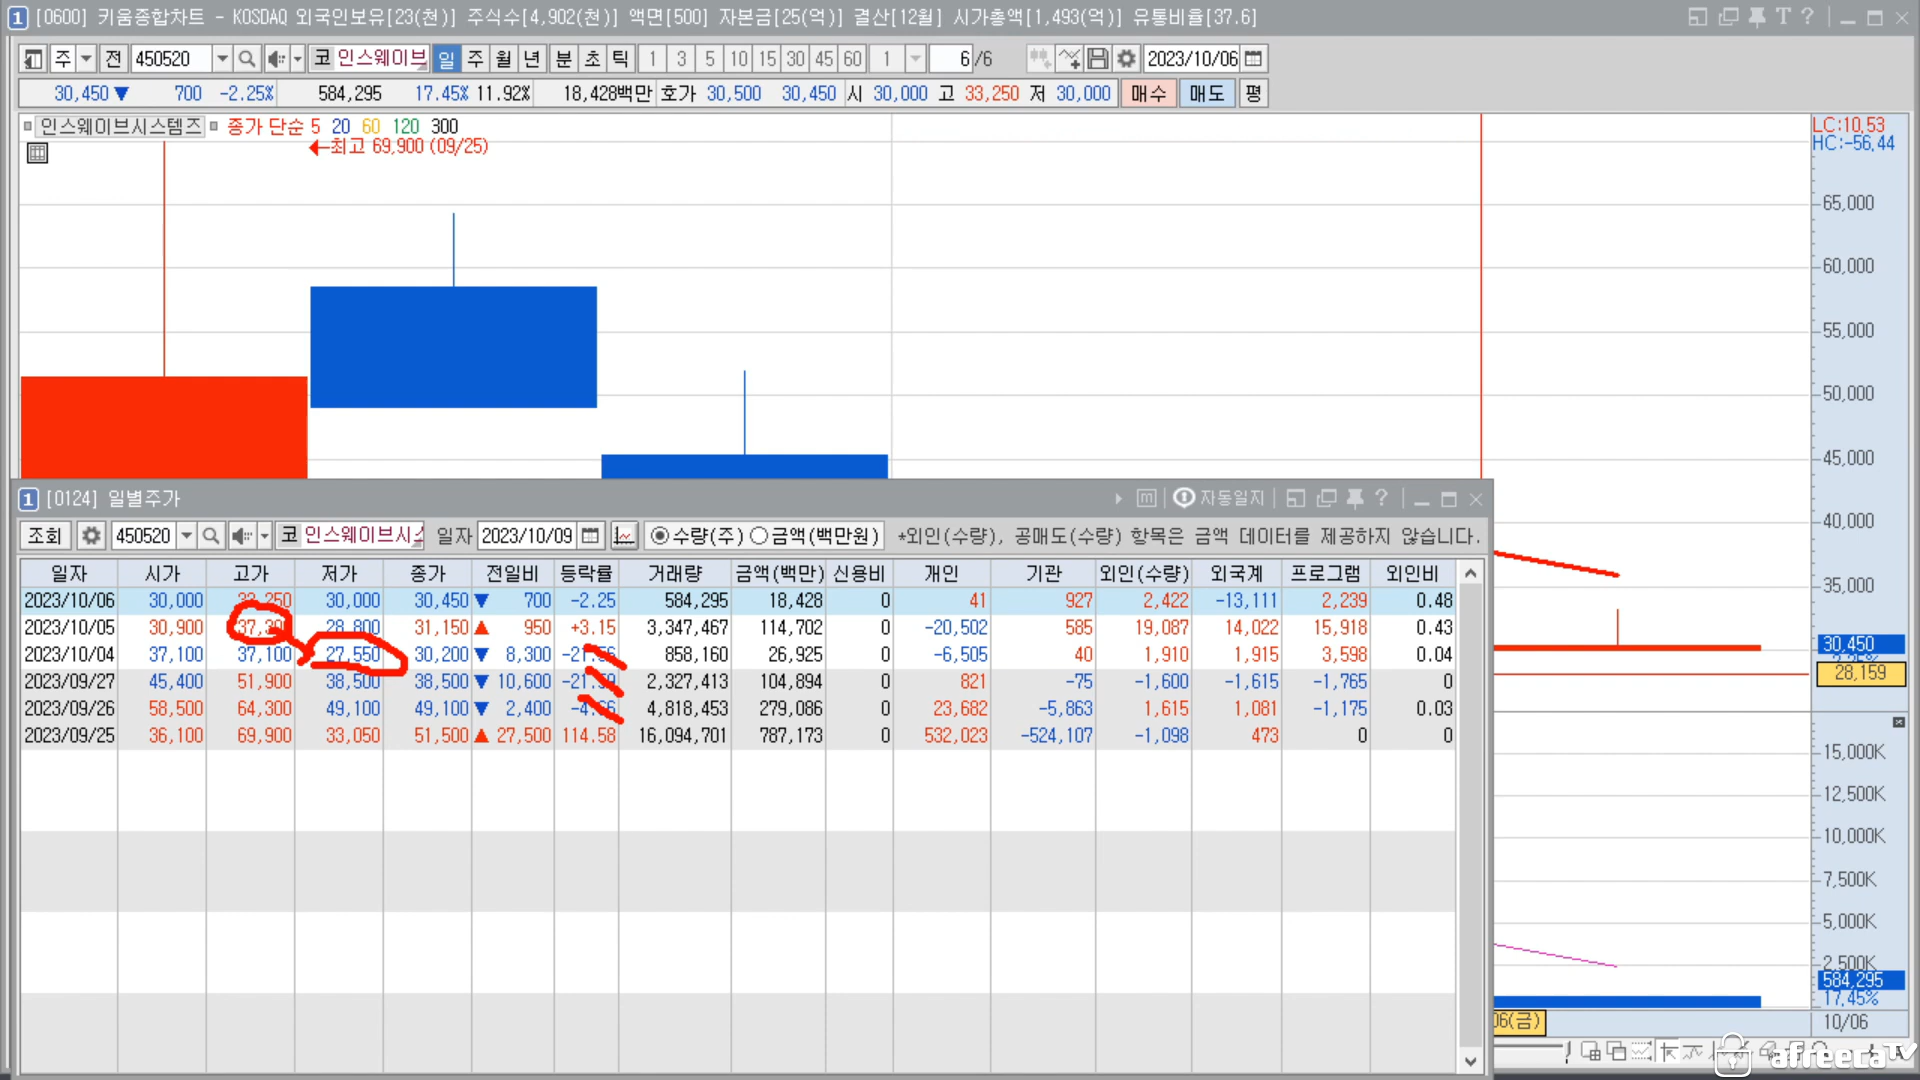 1 [0600] 키움종합차트 - KOSDAQ 외국인보유[23(천)] 주식수[4,902(천)] 액면[500] 자본금[25(억)] 결산[12월] 시가총액[1,493(억)] 유통비율[37.6]
주 전 450520 코 인스웨이브 일 주 월 년 분 초 틱 1 3 5 10 15 30 45 60 1 6 /6 2023/10/06
30,450 ▼ 700 -2.25% 584,295 17.45% 11.92% 18,428백만 호가 30,500 30,450 시 30,000 고 33,250 저 30,000 매수 매도 평
인스웨이브시스템즈 종가 단순 5 20 60 120 300
LC:10.53
HC:-56.44
←최고 69,900 (09/25)
65,000
60,000
55,000
50,000
45,000
40,000
35,000
30,450
28,159
15,000K
12,500K
10,000K
7,500K
5,000K
2,500K
584,295
17.45%
06(금) 10/06
1 [0124] 일별주가 자동일지
조회 450520 코 인스웨이브시스 일자 2023/10/09 수량(주) 금액(백만원) *외인(수량), 공매도(수량) 항목은 금액 데이터를 제공하지 않습니다.
일자 시가 고가 저가 종가 전일비 등락률 거래량 금액(백만) 신용비 개인 기관 외인(수량) 외국계 프로그램 외인비
2023/10/06 30,000 33,250 30,000 30,450 ▼ 700 -2.25 584,295 18,428 0 41 927 2,422 -13,111 2,239 0.48
2023/10/05 30,900 28,800 31,150 ▲ 950 +3.15 3,347,467 114,702 0 -20,502 585 19,087 14,022 15,918 0.43
2023/10/04 37,100 37,100 27,550 30,200 ▼ 8,300 -21.56 858,160 26,925 0 -6,505 40 1,910 1,915 3,598 0.04
2023/09/27 45,400 51,900 38,500 38,500 ▼ 10,600 -21.59 2,327,413 104,894 0 821 -75 -1,600 -1,615 -1,765 0
2023/09/26 58,500 64,300 49,100 49,100 ▼ 2,400 -4.66 4,818,453 279,086 0 23,682 -5,863 1,615 1,081 -1,175 0.03
2023/09/25 36,100 69,900 33,050 51,500 ▲ 27,500 114.58 16,094,701 787,173 0 532,023 -524,107 -1,098 473 0 0
afreecaTV